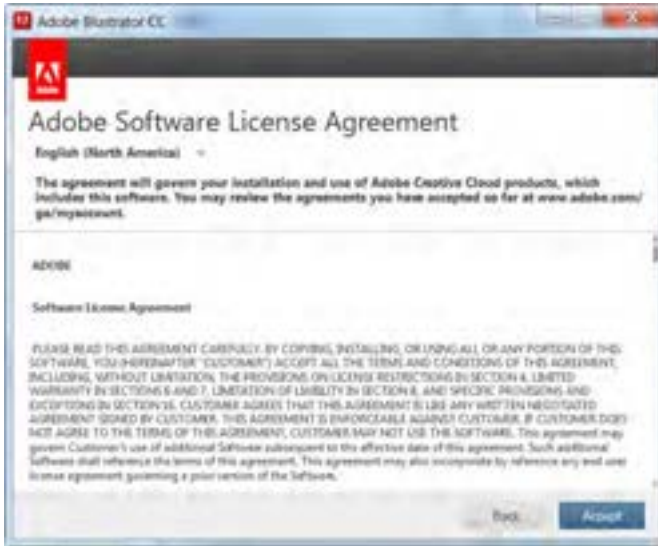 Adobe Illustrator CC
Adobe Software License Agreement
English (North America)
The agreement will govern your installation and use of Adobe Creative Cloud products, which
includes this software. You may review the agreements you have accepted so far at www.adobe.com/
go/myaccount.
ADOBE
Software License Agreement
PLEASE READ THIS AGREEMENT CAREFULLY. BY COPYING, INSTALLING, OR USING ALL OR ANY PORTION OF THIS
SOFTWARE, YOU (HEREINAFTER "CUSTOMER") ACCEPT ALL THE TERMS AND CONDITIONS OF THIS AGREEMENT,
INCLUDING, WITHOUT LIMITATION, THE PROVISIONS ON LICENSE RESTRICTIONS IN SECTION 4, LIMITED
WARRANTY IN SECTIONS 6 AND 7, LIMITATION OF LIABILITY IN SECTION 8, AND SPECIFIC PROVISIONS AND
EXCEPTIONS IN SECTION 16. CUSTOMER AGREES THAT THIS AGREEMENT IS LIKE ANY WRITTEN NEGOTIATED
AGREEMENT SIGNED BY CUSTOMER. THIS AGREEMENT IS ENFORCEABLE AGAINST CUSTOMER. IF CUSTOMER DOES
NOT AGREE TO THE TERMS OF THIS AGREEMENT, CUSTOMER MAY NOT USE THE SOFTWARE. This agreement may
govern Customer's use of additional Software subsequent to the effective date of this agreement. Such additional
Software shall reference the terms of this agreement. This agreement may also incorporate by reference any end user
license agreement governing a prior version of the Software.
Back
Accept